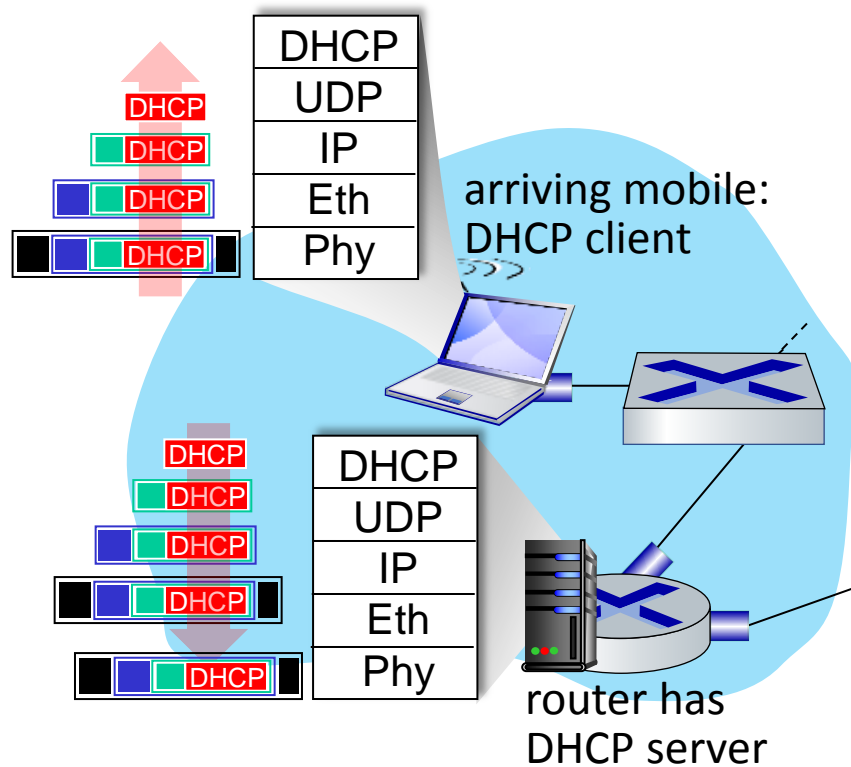 DHCP
UDP
IP
Eth
Phy
DHCP
DHCP
DHCP
DHCP
arriving mobile:
DHCP client
DHCP
UDP
IP
Eth
Phy
DHCP
DHCP
DHCP
DHCP
DHCP
router has
DHCP server